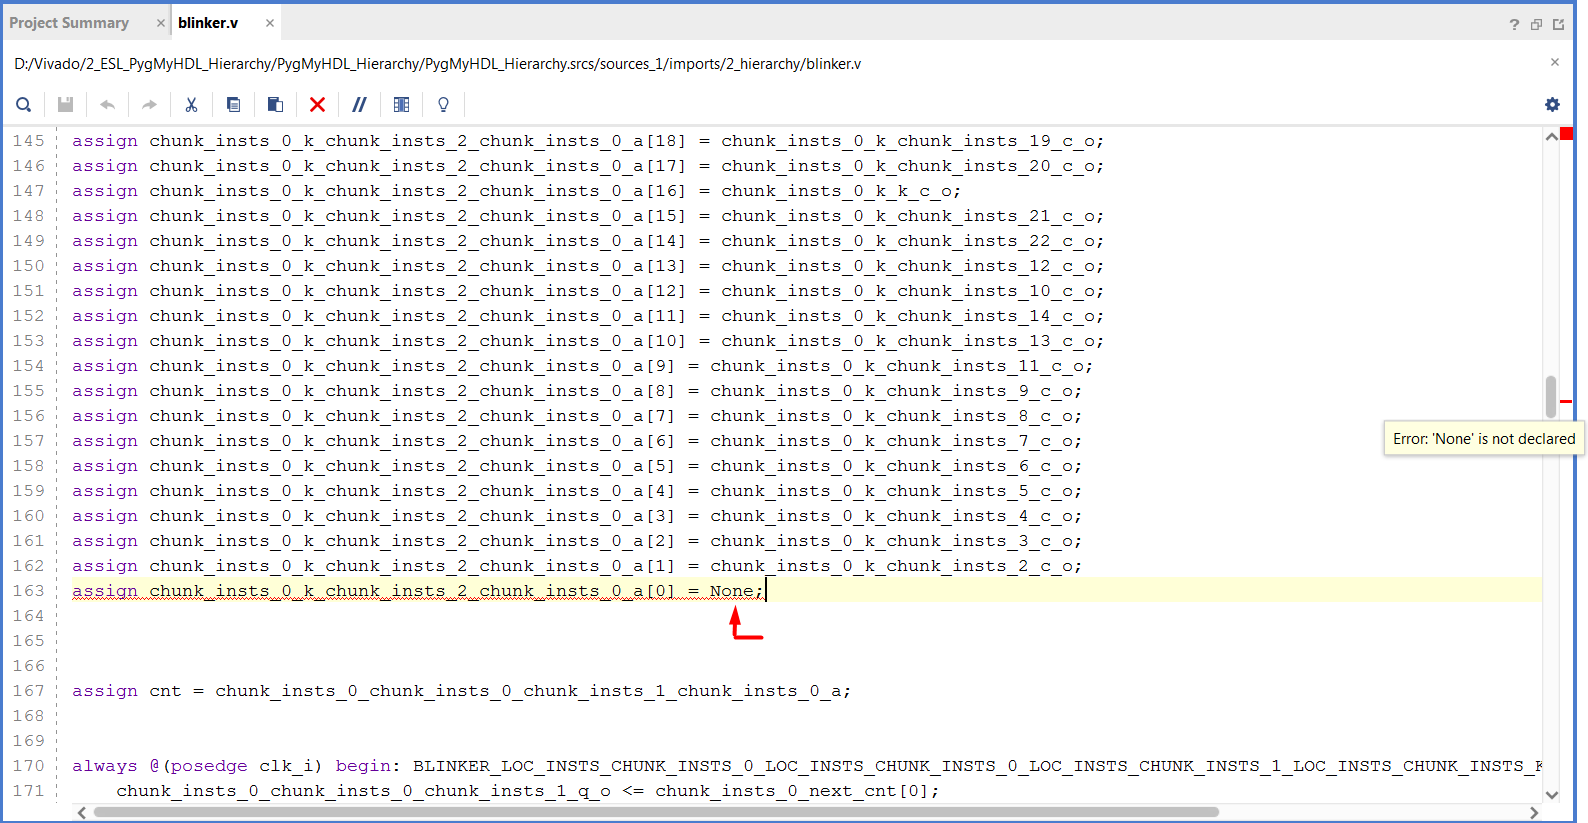 Project Summary × blinker.v ×
?
D:/Vivado/2_ESL_PygMyHDL_Hierarchy/PygMyHDL_Hierarchy/PygMyHDL_Hierarchy.srcs/sources_1/imports/2_hierarchy/blinker.v ×
145 assign chunk_insts_0_k_chunk_insts_2_chunk_insts_0_a[18] = chunk_insts_0_k_chunk_insts_19_c_o;
146 assign chunk_insts_0_k_chunk_insts_2_chunk_insts_0_a[17] = chunk_insts_0_k_chunk_insts_20_c_o;
147 assign chunk_insts_0_k_chunk_insts_2_chunk_insts_0_a[16] = chunk_insts_0_k_k_c_o;
148 assign chunk_insts_0_k_chunk_insts_2_chunk_insts_0_a[15] = chunk_insts_0_k_chunk_insts_21_c_o;
149 assign chunk_insts_0_k_chunk_insts_2_chunk_insts_0_a[14] = chunk_insts_0_k_chunk_insts_22_c_o;
150 assign chunk_insts_0_k_chunk_insts_2_chunk_insts_0_a[13] = chunk_insts_0_k_chunk_insts_12_c_o;
151 assign chunk_insts_0_k_chunk_insts_2_chunk_insts_0_a[12] = chunk_insts_0_k_chunk_insts_10_c_o;
152 assign chunk_insts_0_k_chunk_insts_2_chunk_insts_0_a[11] = chunk_insts_0_k_chunk_insts_14_c_o;
153 assign chunk_insts_0_k_chunk_insts_2_chunk_insts_0_a[10] = chunk_insts_0_k_chunk_insts_13_c_o;
154 assign chunk_insts_0_k_chunk_insts_2_chunk_insts_0_a[9] = chunk_insts_0_k_chunk_insts_11_c_o;
155 assign chunk_insts_0_k_chunk_insts_2_chunk_insts_0_a[8] = chunk_insts_0_k_chunk_insts_9_c_o;
156 assign chunk_insts_0_k_chunk_insts_2_chunk_insts_0_a[7] = chunk_insts_0_k_chunk_insts_8_c_o;
157 assign chunk_insts_0_k_chunk_insts_2_chunk_insts_0_a[6] = chunk_insts_0_k_chunk_insts_7_c_o;
Error: 'None' is not declared
158 assign chunk_insts_0_k_chunk_insts_2_chunk_insts_0_a[5] = chunk_insts_0_k_chunk_insts_6_c_o;
159 assign chunk_insts_0_k_chunk_insts_2_chunk_insts_0_a[4] = chunk_insts_0_k_chunk_insts_5_c_o;
160 assign chunk_insts_0_k_chunk_insts_2_chunk_insts_0_a[3] = chunk_insts_0_k_chunk_insts_4_c_o;
161 assign chunk_insts_0_k_chunk_insts_2_chunk_insts_0_a[2] = chunk_insts_0_k_chunk_insts_3_c_o;
162 assign chunk_insts_0_k_chunk_insts_2_chunk_insts_0_a[1] = chunk_insts_0_k_chunk_insts_2_c_o;
163 assign chunk_insts_0_k_chunk_insts_2_chunk_insts_0_a[0] = None;
164
165
166
167 assign cnt = chunk_insts_0_chunk_insts_0_chunk_insts_1_chunk_insts_0_a;
168
169
170 always @(posedge clk_i) begin: BLINKER_LOC_INSTS_CHUNK_INSTS_0_LOC_INSTS_CHUNK_INSTS_0_LOC_INSTS_CHUNK_INSTS_1_LOC_INSTS_CHUNK_INSTS_K
171 chunk_insts_0_chunk_insts_0_chunk_insts_1_q_o <= chunk_insts_0_next_cnt[0];